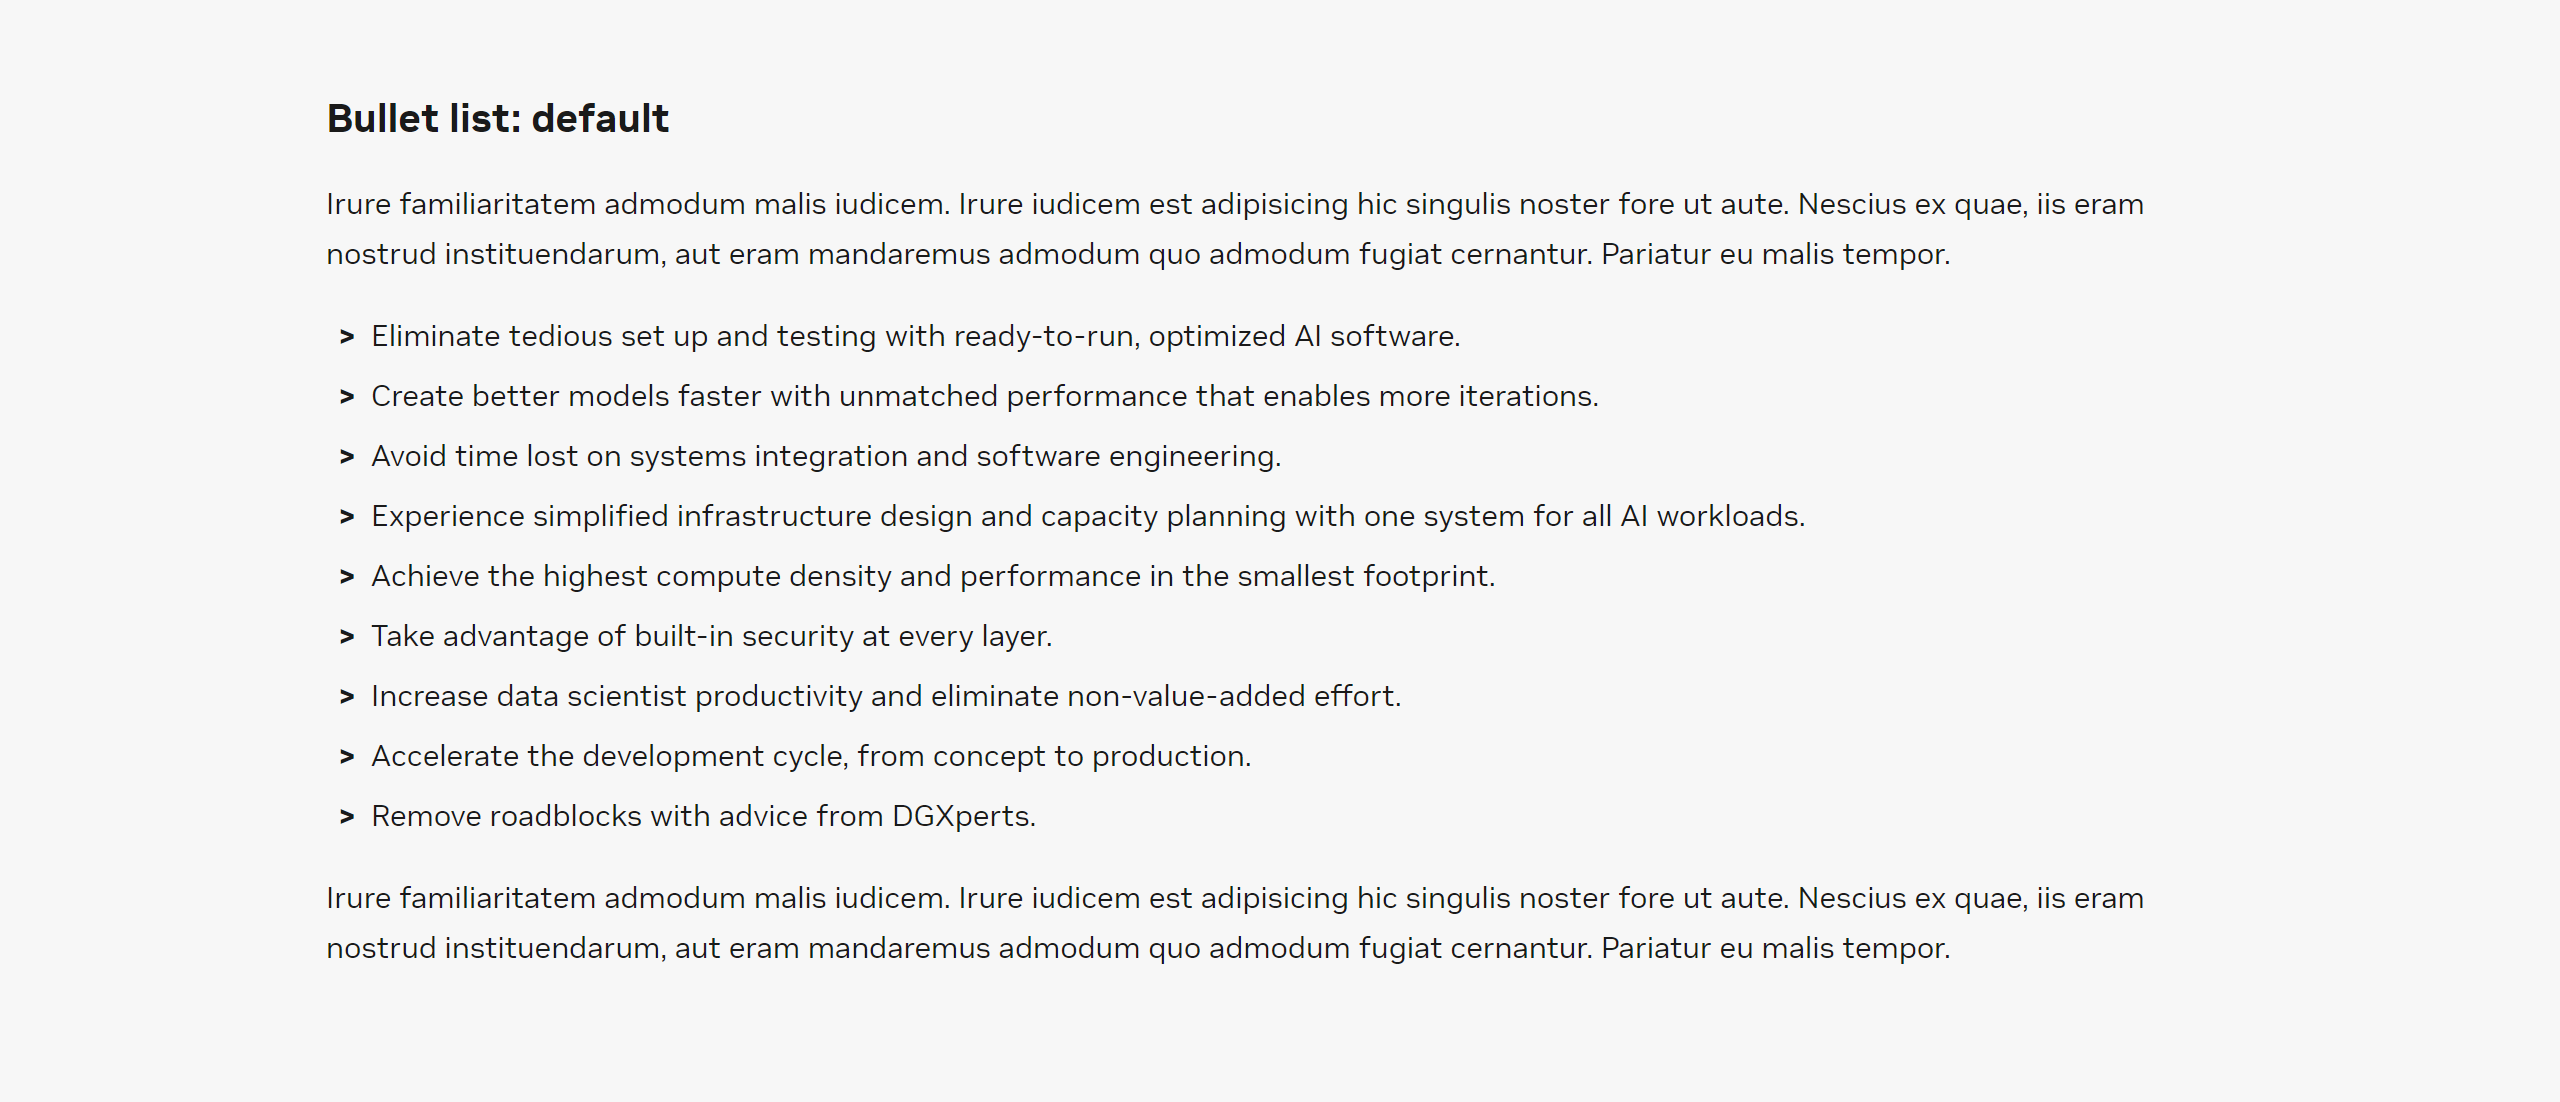 Bullet list: default
Irure familiaritatem admodum malis iudicem. Irure iudicem est adipisicing hic singulis noster fore ut aute. Nescius ex quae, iis eram
nostrud instituendarum, aut eram mandaremus admodum quo admodum fugiat cernantur. Pariatur eu malis tempor.
> Eliminate tedious set up and testing with ready-to-run, optimized AI software.
> Create better models faster with unmatched performance that enables more iterations.
> Avoid time lost on systems integration and software engineering.
> Experience simplified infrastructure design and capacity planning with one system for all AI workloads.
> Achieve the highest compute density and performance in the smallest footprint.
> Take advantage of built-in security at every layer.
> Increase data scientist productivity and eliminate non-value-added effort.
> Accelerate the development cycle, from concept to production.
> Remove roadblocks with advice from DGXperts.
Irure familiaritatem admodum malis iudicem. Irure iudicem est adipisicing hic singulis noster fore ut aute. Nescius ex quae, iis eram
nostrud instituendarum, aut eram mandaremus admodum quo admodum fugiat cernantur. Pariatur eu malis tempor.